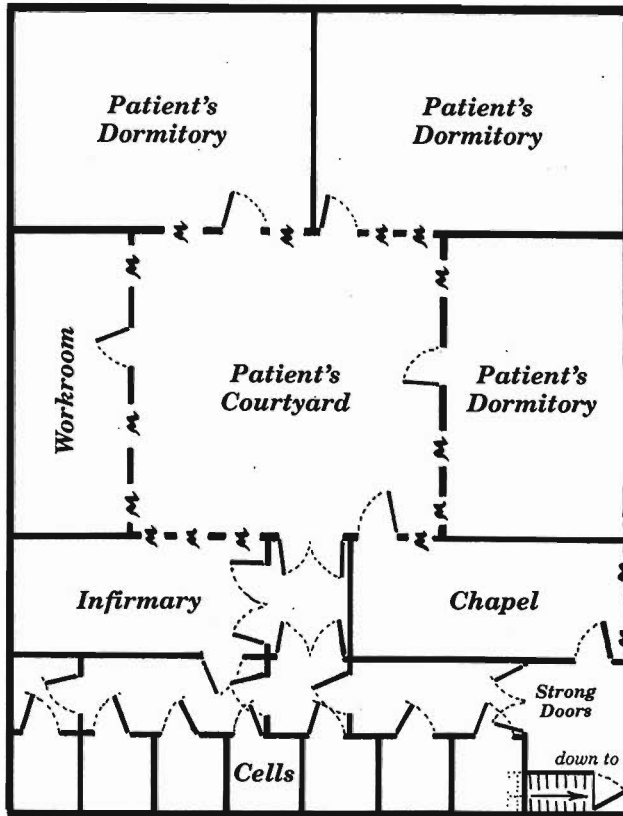 Patient's
Dormitory
Patient's
Dormitory
Workroom
Patient's
Courtyard
Patient's
Dormitory
Infirmary
Chapel
Strong
Doors
Cells
down to